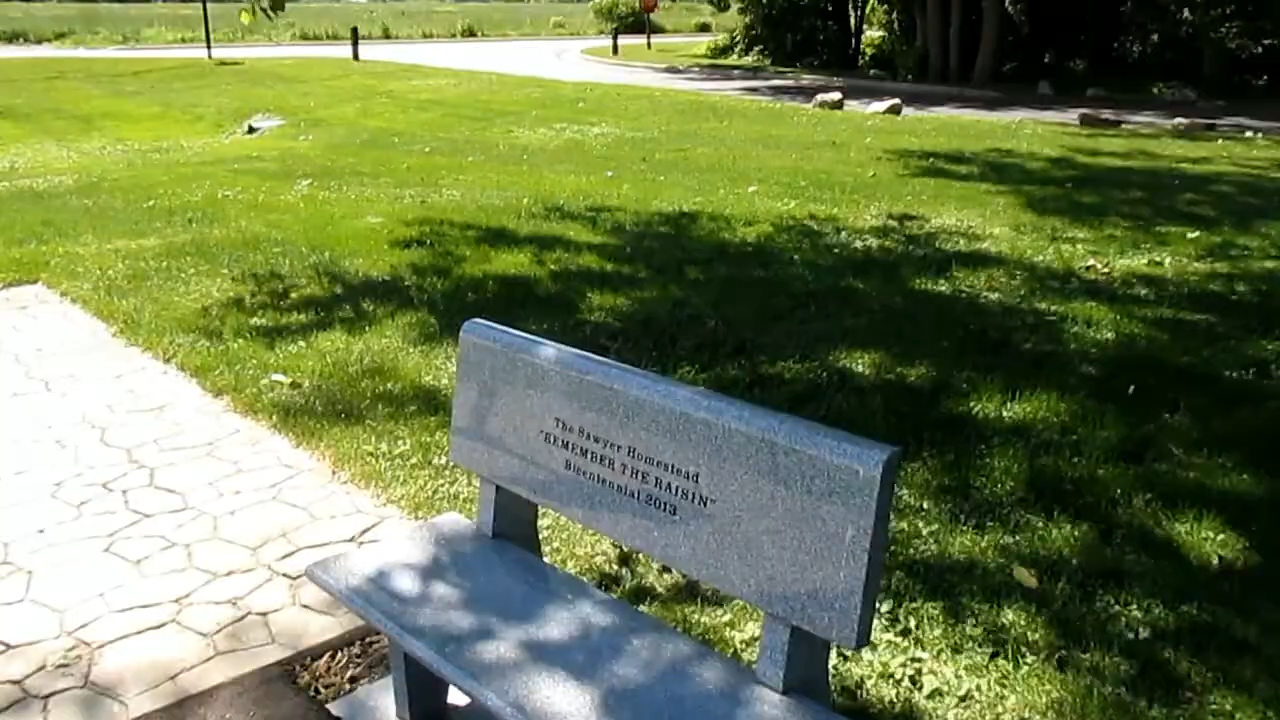 The Sawyer Homestead
"REMEMBER THE RAISIN"
Bicentennial 2013